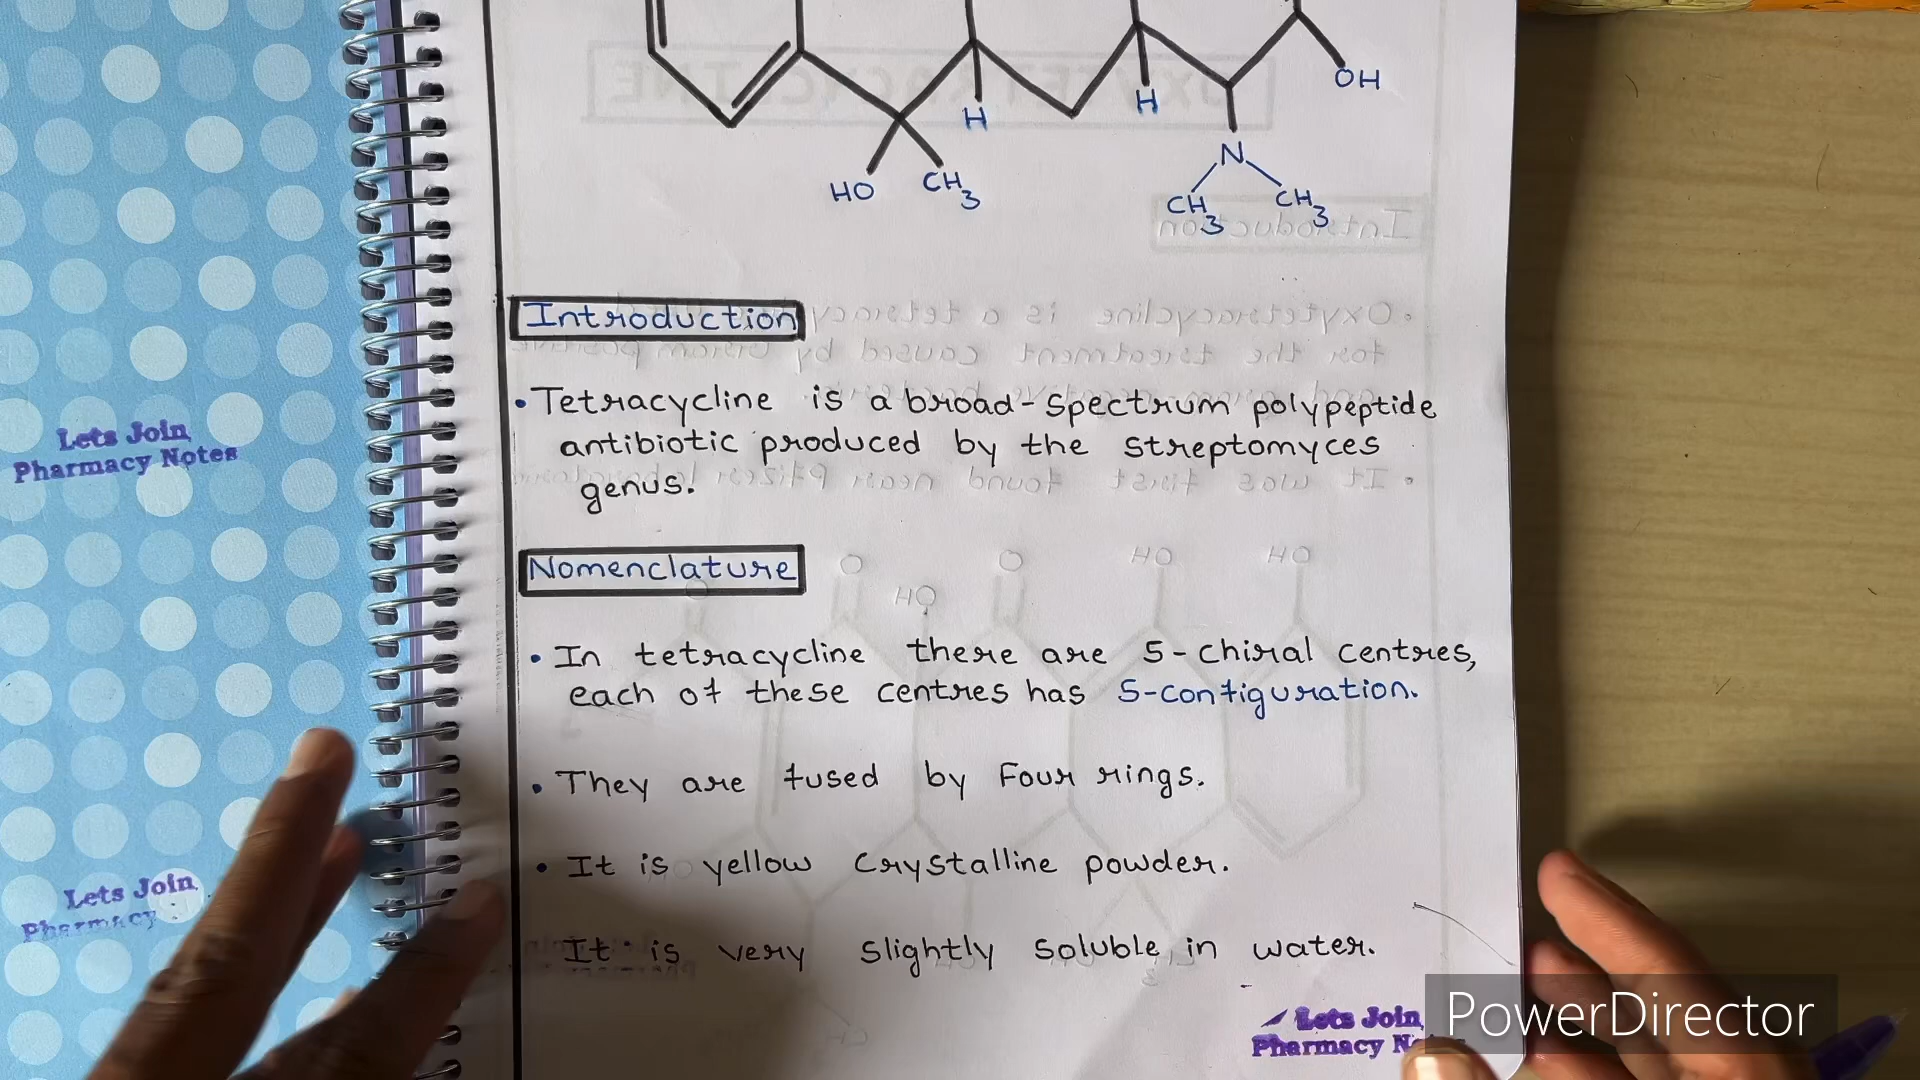 OH
H
H
N
HO
CH3
CH3
CH3
Introduction
• Tetracycline is a broad-spectrum polypeptide
antibiotic produced by the streptomyces
genus.
Lets Join
Pharmacy Notes
Nomenclature
• In tetracycline there are 5-chiral centres,
each of these centres has S-configuration.
• They are fused by Four rings.
• It is yellow crystalline powder.
Lets Join
Pharmacy
It is very slightly soluble in water.
Lets Join
Pharmacy
PowerDirector